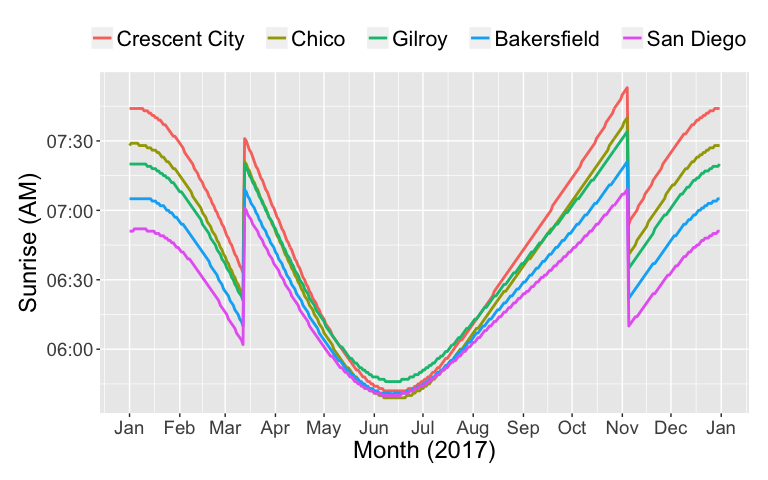 Crescent City Chico Gilroy Bakersfield San Diego
Sunrise (AM)
07:30
07:00
06:30
06:00
Jan Feb Mar Apr May Jun Jul Aug Sep Oct Nov Dec Jan
Month (2017)